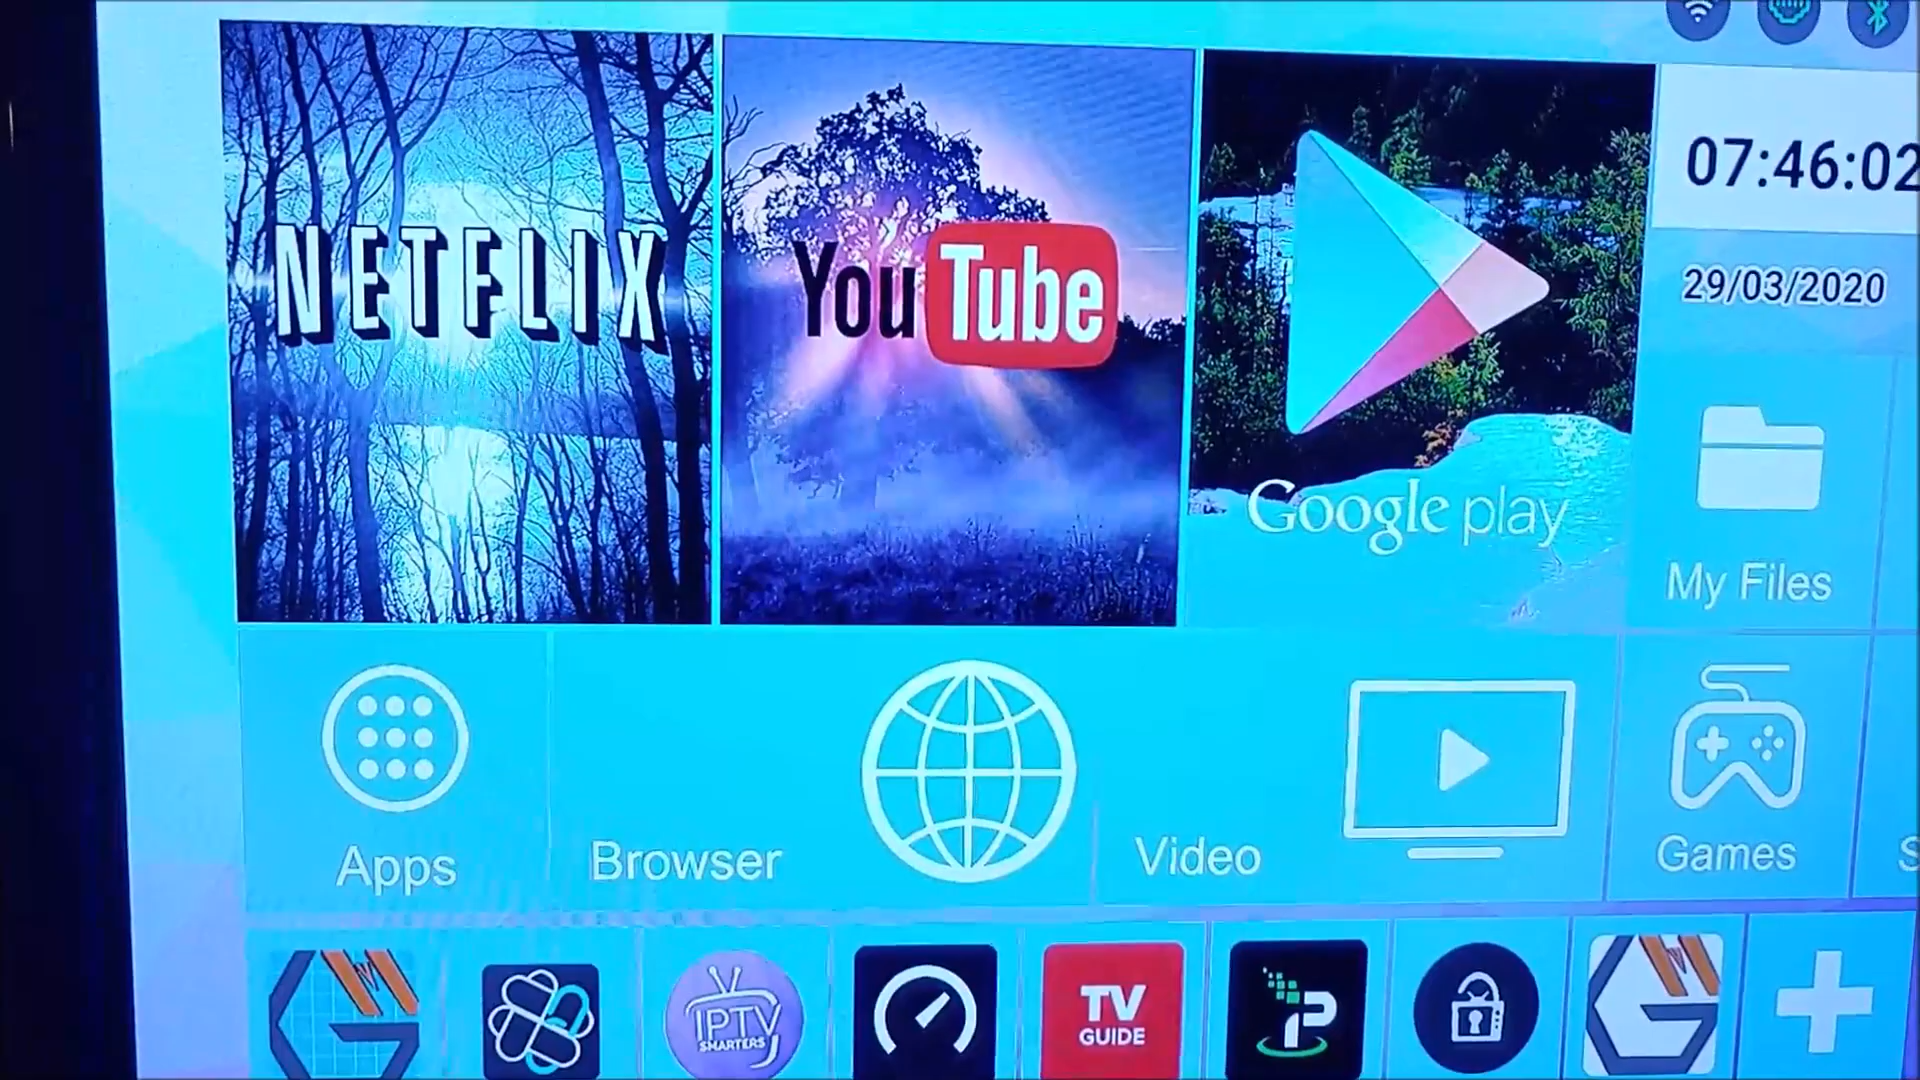 07:46:02
NETFLIX
YouTube
29/03/2020
Google play
My Files
Apps
Browser
Video
Games
IPTV
SMARTERS
TV
GUIDE